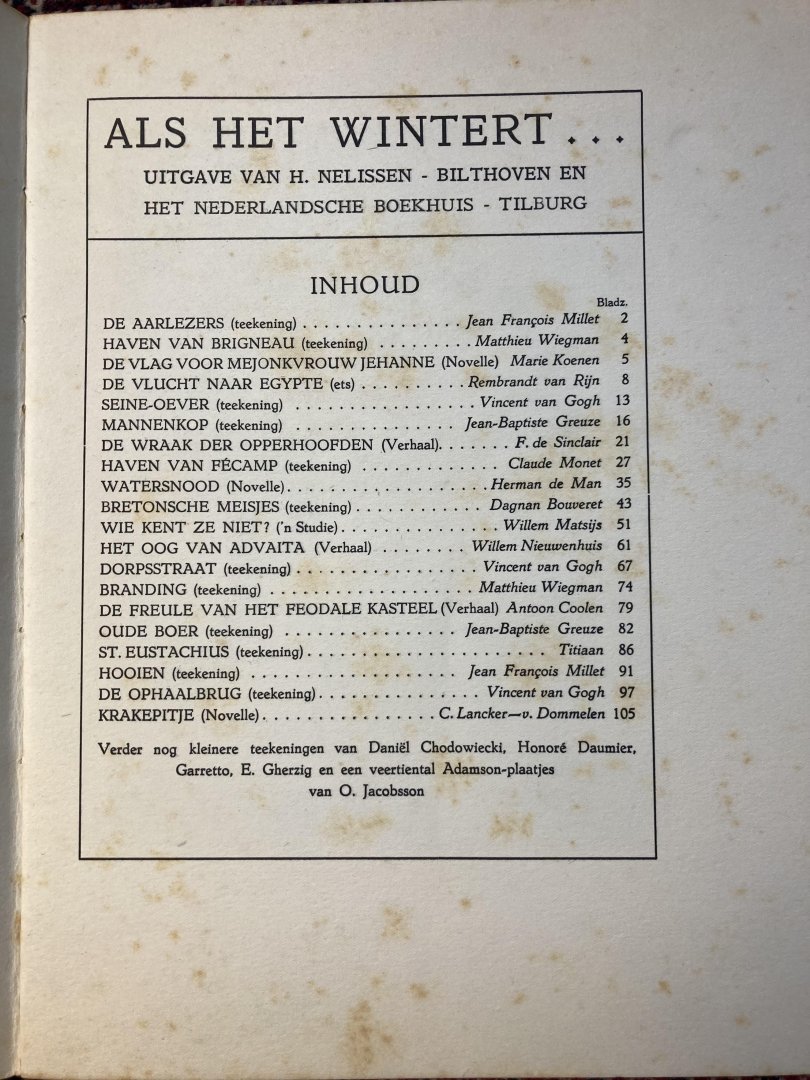 ALS HET WINTERT...
UITGAVE VAN H. NELISSEN - BILTHOVEN EN
HET NEDERLANDSCHE BOEKHUIS - TILBURG
INHOUD
Bladz.
DE AARLEZERS (teekening) . . . . . . . . . . . . . . . Jean François Millet 2
HAVEN VAN BRIGNEAU (teekening) . . . . . . . . . Matthieu Wiegman 4
DE VLAG VOOR MEJONKVROUW JEHANNE (Novelle) Marie Koenen 5
DE VLUCHT NAAR EGYPTE (ets) . . . . . . . . . . Rembrandt van Rijn 8
SEINE-OEVER (teekening) . . . . . . . . . . . . . . . . . Vincent van Gogh 13
MANNENKOP (teekening) . . . . . . . . . . . . . . . Jean-Baptiste Greuze 16
DE WRAAK DER OPPERHOOFDEN (Verhaal). . . . . . . F. de Sinclair 21
HAVEN VAN FÉCAMP (teekening) . . . . . . . . . . . . . Claude Monet 27
WATERSNOOD (Novelle). . . . . . . . . . . . . . . . . . . Herman de Man 35
BRETONSCHE MEISJES (teekening) . . . . . . . . . . . . Dagnan Bouveret 43
WIE KENT ZE NIET? ('n Studie) . . . . . . . . . . . . . . . Willem Matsijs 51
HET OOG VAN ADVAITA (Verhaal) . . . . . . . . Willem Nieuwenhuis 61
DORPSSTRAAT (teekening) . . . . . . . . . . . . . . . . . Vincent van Gogh 67
BRANDING (teekening) . . . . . . . . . . . . . . . . . . . Matthieu Wiegman 74
DE FREULE VAN HET FEODALE KASTEEL (Verhaal) Antoon Coolen 79
OUDE BOER (teekening) . . . . . . . . . . . . . . . . Jean-Baptiste Greuze 82
ST. EUSTACHIUS (teekening) . . . . . . . . . . . . . . . . . . . . . . Titiaan 86
HOOIEN (teekening) . . . . . . . . . . . . . . . . . . . Jean François Millet 91
DE OPHAALBRUG (teekening) . . . . . . . . . . . . . . . Vincent van Gogh 97
KRAKEPITJE (Novelle) . . . . . . . . . . . . . . . . C. Lancker—v. Dommelen 105
Verder nog kleinere teekeningen van Daniël Chodowiecki, Honoré Daumier,
Garretto, E. Gherzig en een veertiental Adamson-plaatjes
van O. Jacobsson